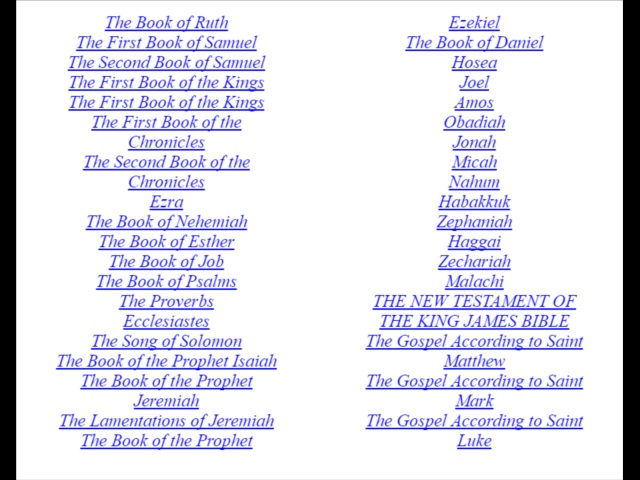 The Book of Ruth
The First Book of Samuel
The Second Book of Samuel
The First Book of the Kings
The First Book of the Kings
The First Book of the
Chronicles
The Second Book of the
Chronicles
Ezra
The Book of Nehemiah
The Book of Esther
The Book of Job
The Book of Psalms
The Proverbs
Ecclesiastes
The Song of Solomon
The Book of the Prophet Isaiah
The Book of the Prophet
Jeremiah
The Lamentations of Jeremiah
The Book of the Prophet
Ezekiel
The Book of Daniel
Hosea
Joel
Amos
Obadiah
Jonah
Micah
Nahum
Habakkuk
Zephaniah
Haggai
Zechariah
Malachi
THE NEW TESTAMENT OF
THE KING JAMES BIBLE
The Gospel According to Saint
Matthew
The Gospel According to Saint
Mark
The Gospel According to Saint
Luke